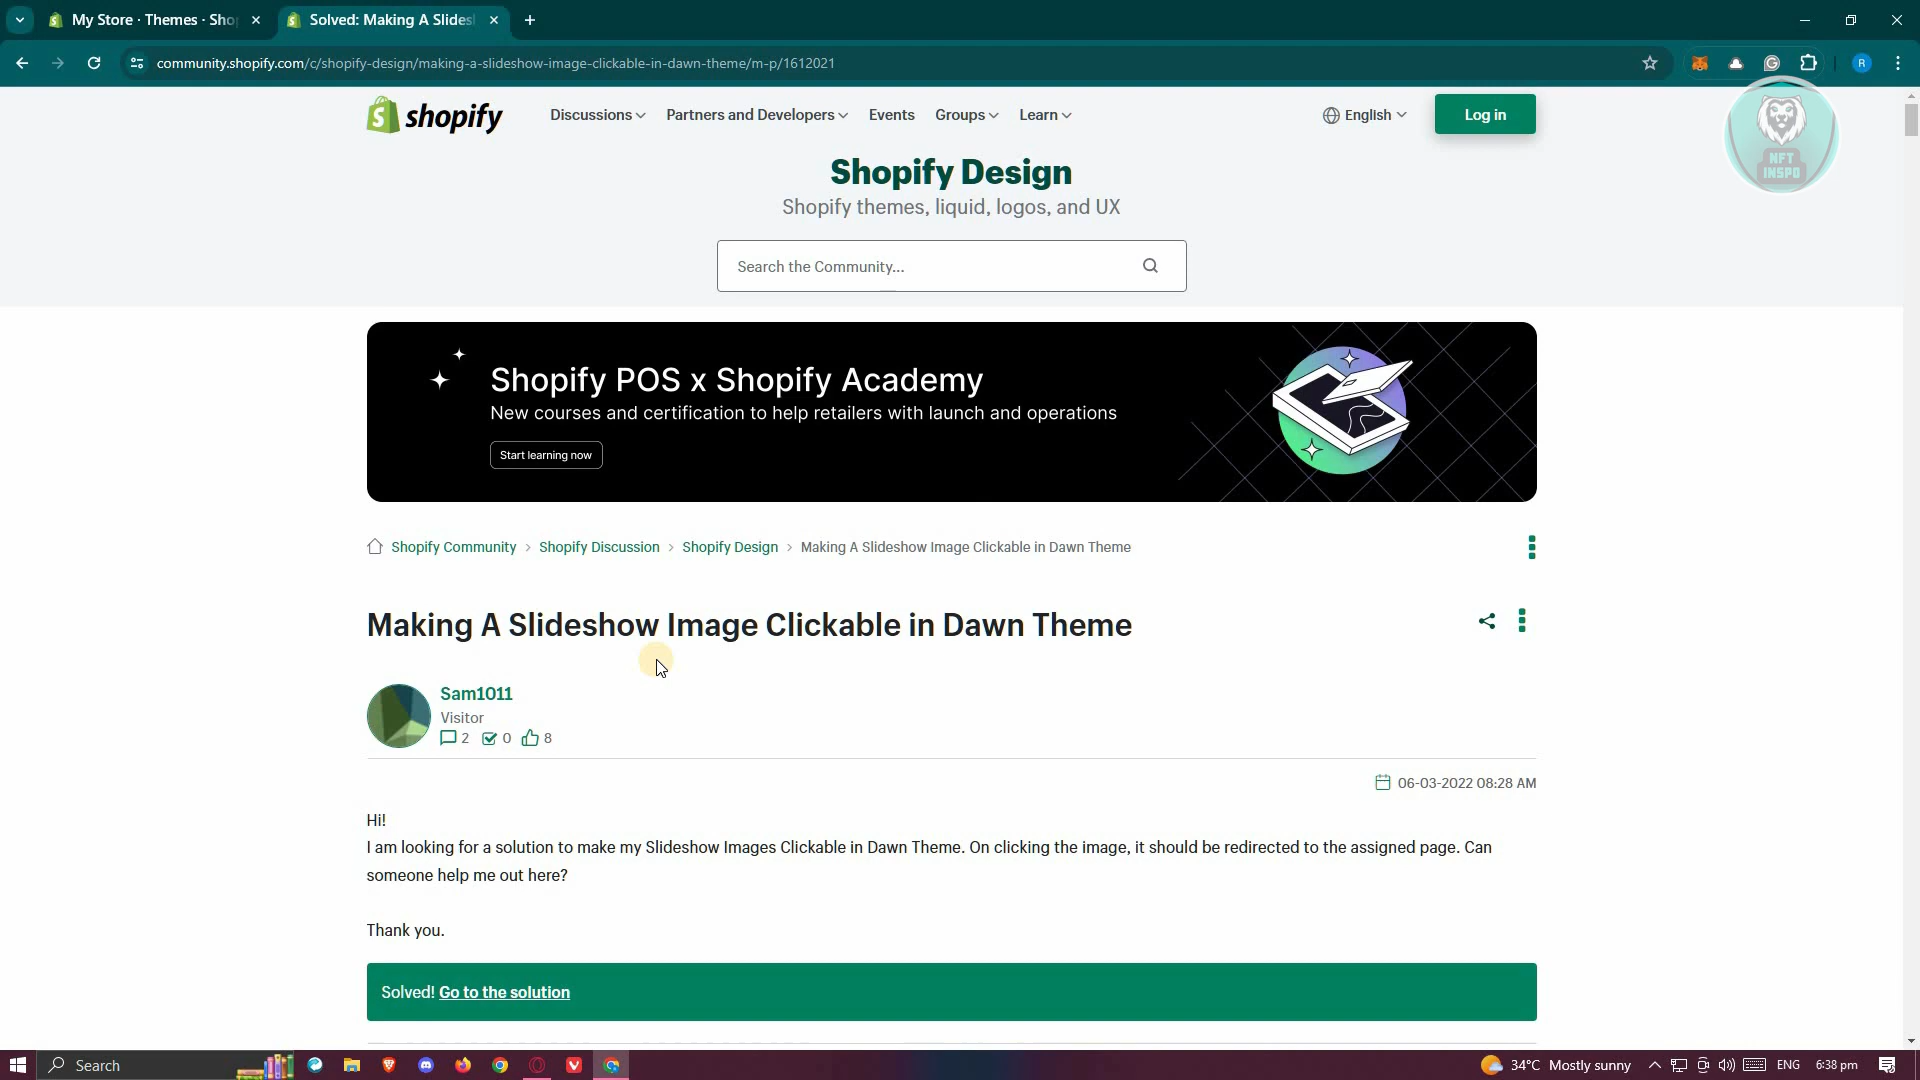 My Store · Themes · Sho
Solved: Making A Slides
community.shopify.com/c/shopify-design/making-a-slideshow-image-clickable-in-dawn-theme/m-p/1612021
R
shopify
Discussions
Partners and Developers
Events
Groups
Learn
English
Log in
NFT
INSPO
Shopify Design
Shopify themes, liquid, logos, and UX
Search the Community...
Shopify POS x Shopify Academy
New courses and certification to help retailers with launch and operations
Start learning now
Shopify Community > Shopify Discussion > Shopify Design > Making A Slideshow Image Clickable in Dawn Theme
Making A Slideshow Image Clickable in Dawn Theme
Sam1011
Visitor
2 0 8
06-03-2022 08:28 AM
Hi!
I am looking for a solution to make my Slideshow Images Clickable in Dawn Theme. On clicking the image, it should be redirected to the assigned page. Can
someone help me out here?
Thank you.
Solved! Go to the solution
Search
34°C Mostly sunny
ENG
6:38 pm